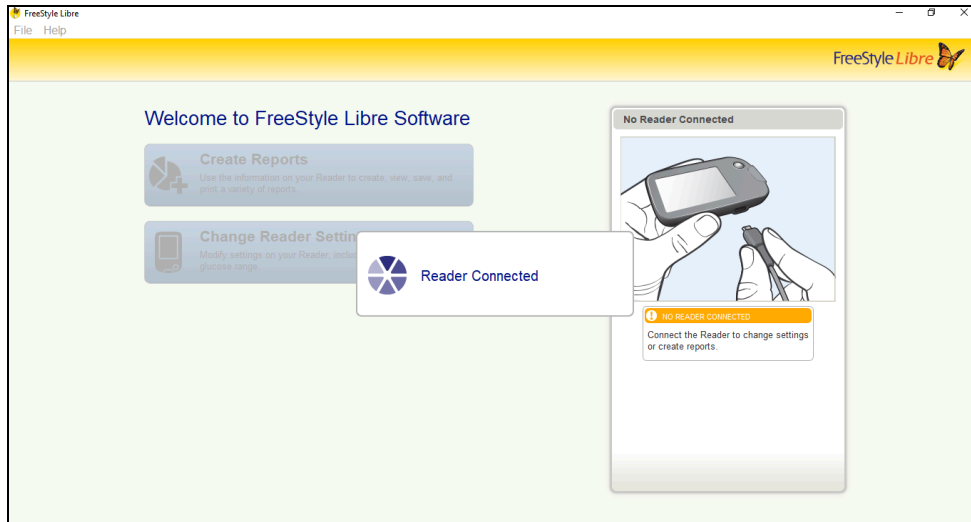 FreeStyle Libre
File Help
FreeStyle Libre
Welcome to FreeStyle Libre Software
Create Reports
Use the information on your Reader to create, view, save, and
print a variety of reports.
Change Reader Settin
Modify settings on your Reader, inclu
glucose range.
Reader Connected
No Reader Connected
NO READER CONNECTED
Connect the Reader to change settings
or create reports.